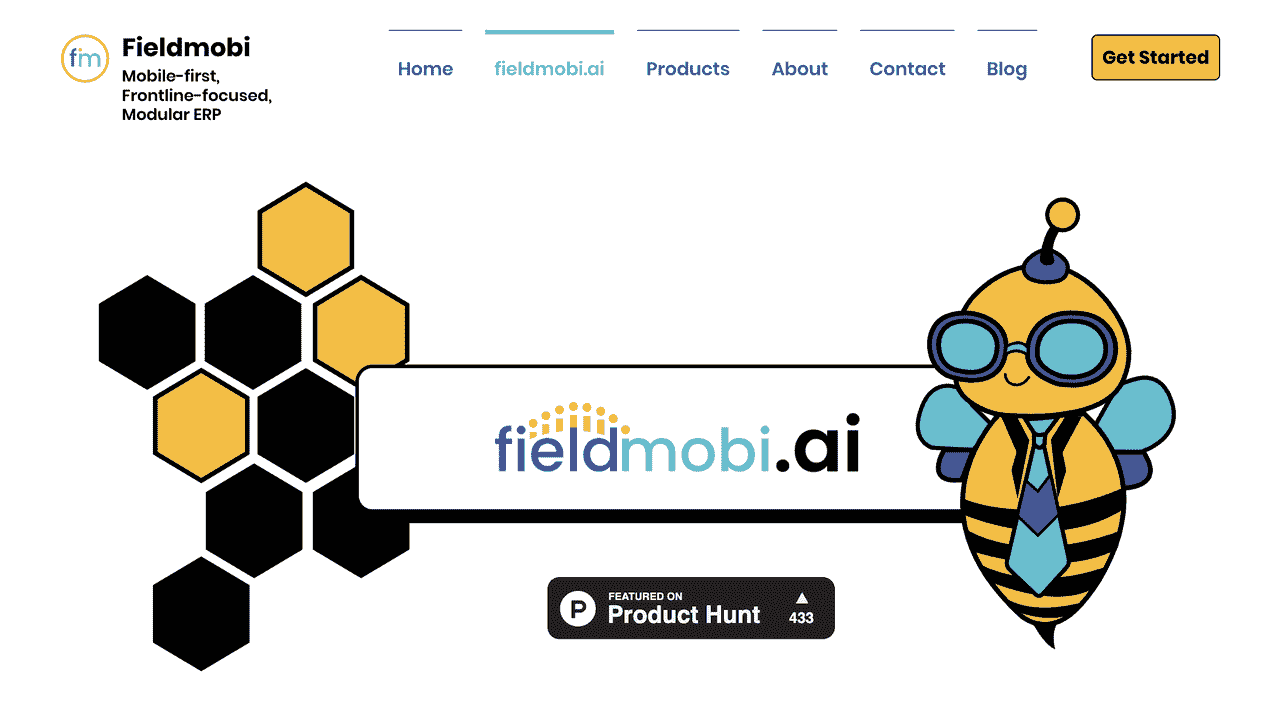 fim
Fieldmobi
Mobile-first,
Frontline-focused,
Modular ERP
Home
fieldmobi.ai
Products
About
Contact
Blog
Get Started
fieldmobi.ai
P
FEATURED ON
Product Hunt
▲
433